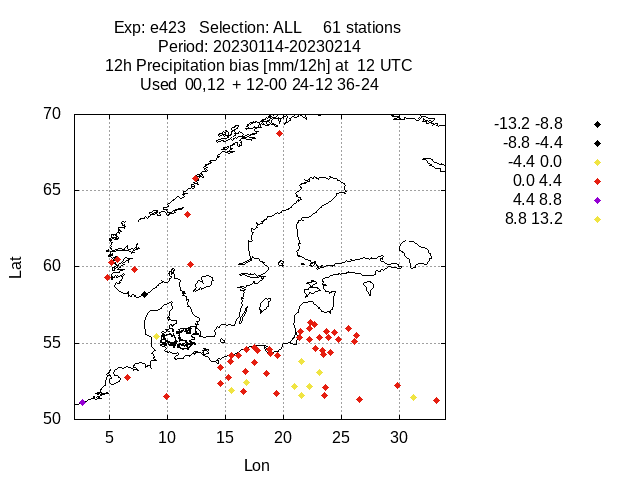 Exp: e423   Selection: ALL     61 stations
Period: 20230114-20230214
12h Precipitation bias [mm/12h] at  12 UTC
Used  00,12  + 12-00 24-12 36-24
-13.2 -8.8
-8.8 -4.4
-4.4 0.0
0.0 4.4
4.4 8.8
8.8 13.2
70
65
60
55
50
Lat
5 10 15 20 25 30
Lon